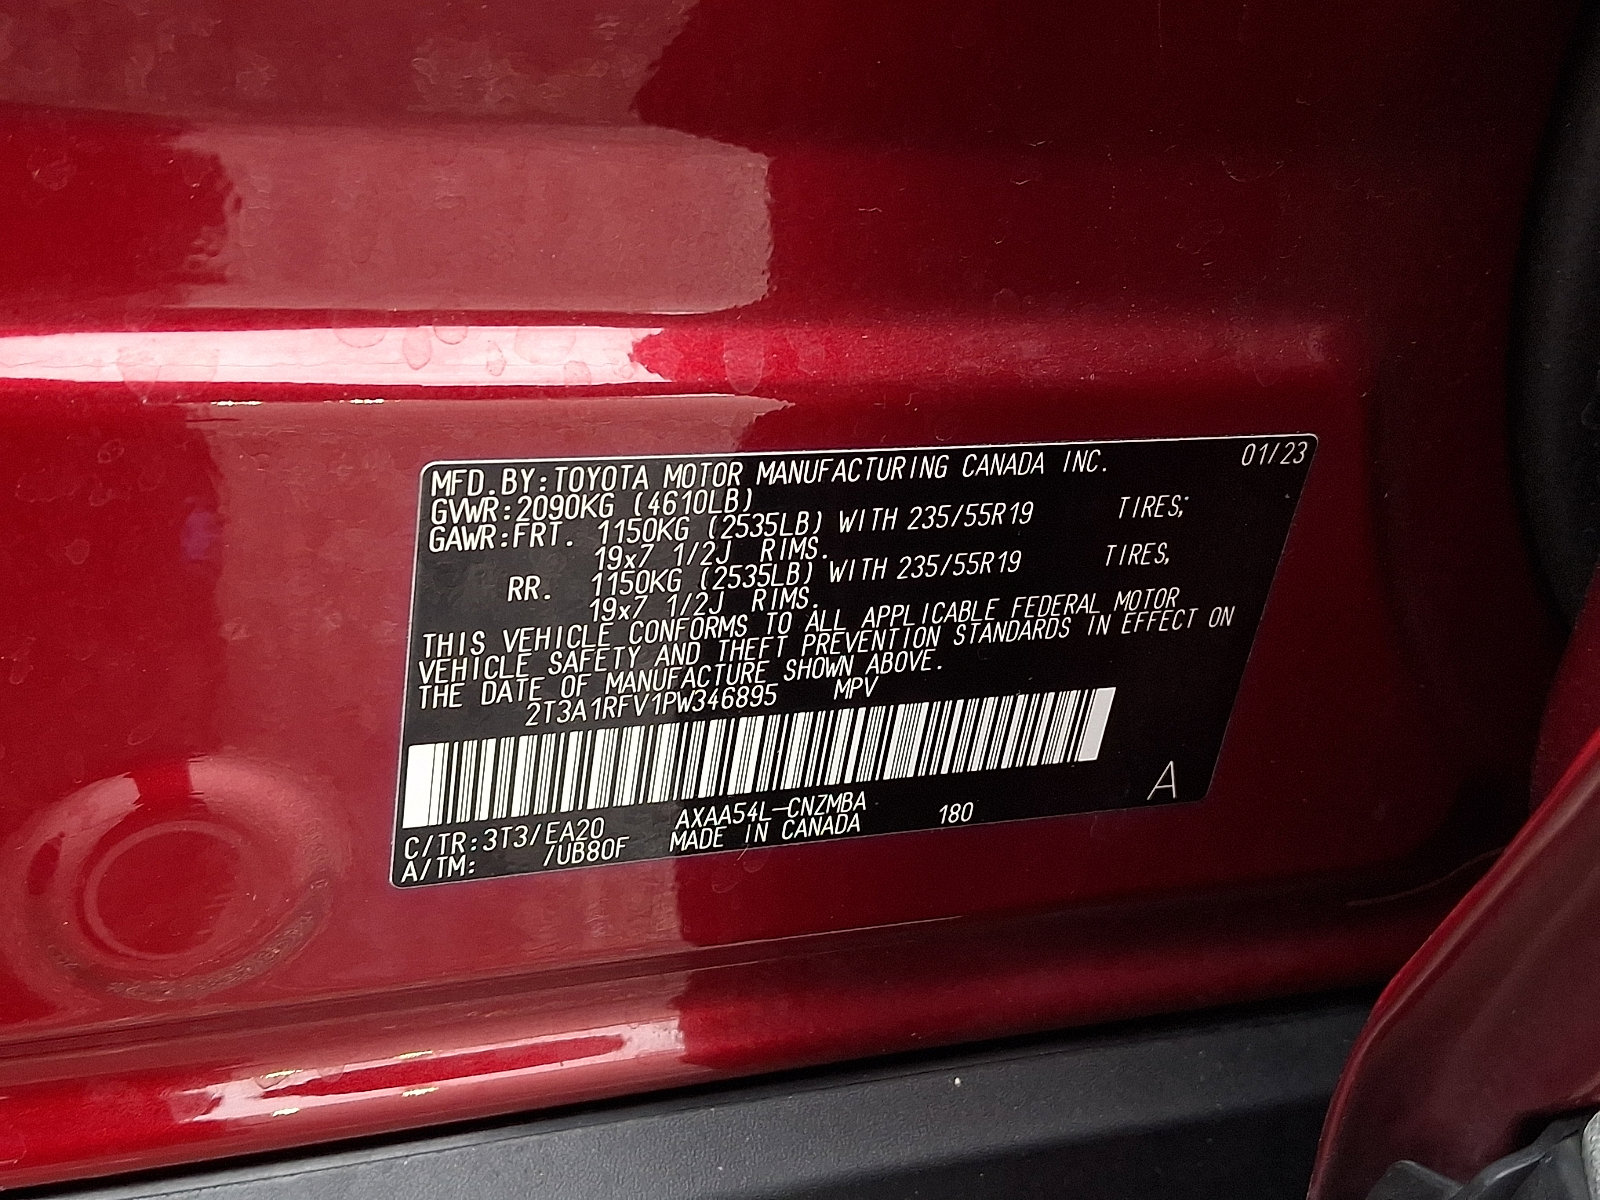 MFD.BY:TOYOTA MOTOR MANUFACTURING CANADA INC. 01/23
GVWR:2090KG (4610LB)
GAWR:FRT. 1150KG (2535LB) WITH 235/55R19 TIRES;
19x7 1/2J RIMS.
RR. 1150KG (2535LB) WITH 235/55R19 TIRES,
19x7 1/2J RIMS.
THIS VEHICLE CONFORMS TO ALL APPLICABLE FEDERAL MOTOR
VEHICLE SAFETY AND THEFT PREVENTION STANDARDS IN EFFECT ON
THE DATE OF MANUFACTURE SHOWN ABOVE.
2T3A1RFV1PW346895 MPV
A
C/TR:3T3/EA20 AXAA54L-CNZMBA 180
A/TM: /UB80F MADE IN CANADA